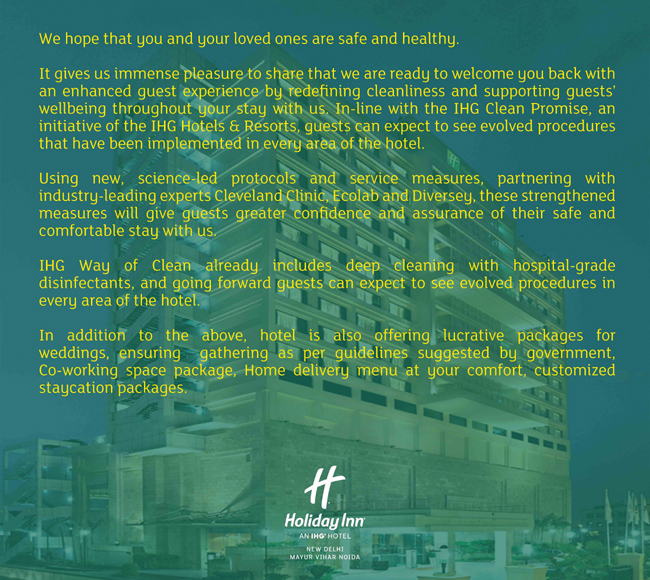 We hope that you and your loved ones are safe and healthy.
It gives us immense pleasure to share that we are ready to welcome you back with
an enhanced guest experience by redefining cleanliness and supporting guests'
wellbeing throughout your stay with us. In-line with the IHG Clean Promise, an
initiative of the IHG Hotels & Resorts, guests can expect to see evolved procedures
that have been implemented in every area of the hotel.
Using new, science-led protocols and service measures, partnering with
industry-leading experts Cleveland Clinic, Ecolab and Diversey, these strengthened
measures will give guests greater confidence and assurance of their safe and
comfortable stay with us.
IHG Way of Clean already includes deep cleaning with hospital-grade
disinfectants, and going forward guests can expect to see evolved procedures in
every area of the hotel.
In addition to the above, hotel is also offering lucrative packages for
weddings, ensuring gathering as per guidelines suggested by government,
Co-working space package, Home delivery menu at your comfort, customized
staycation packages.
H
Holiday Inn
AN IHG® HOTEL
NEW DELHI
MAYUR VIHAR NOIDA